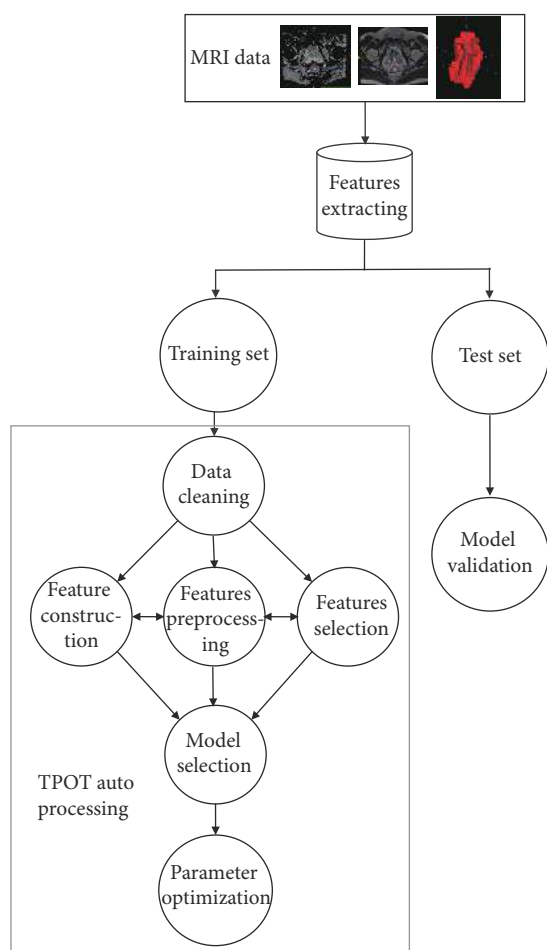 MRI data
Features
extracting
Training set
Test set
Data
cleaning
Feature
construc-
tion
Features
preprocess-
ing
Features
selection
Model
validation
Model
selection
TPOT auto
processing
Parameter
optimization